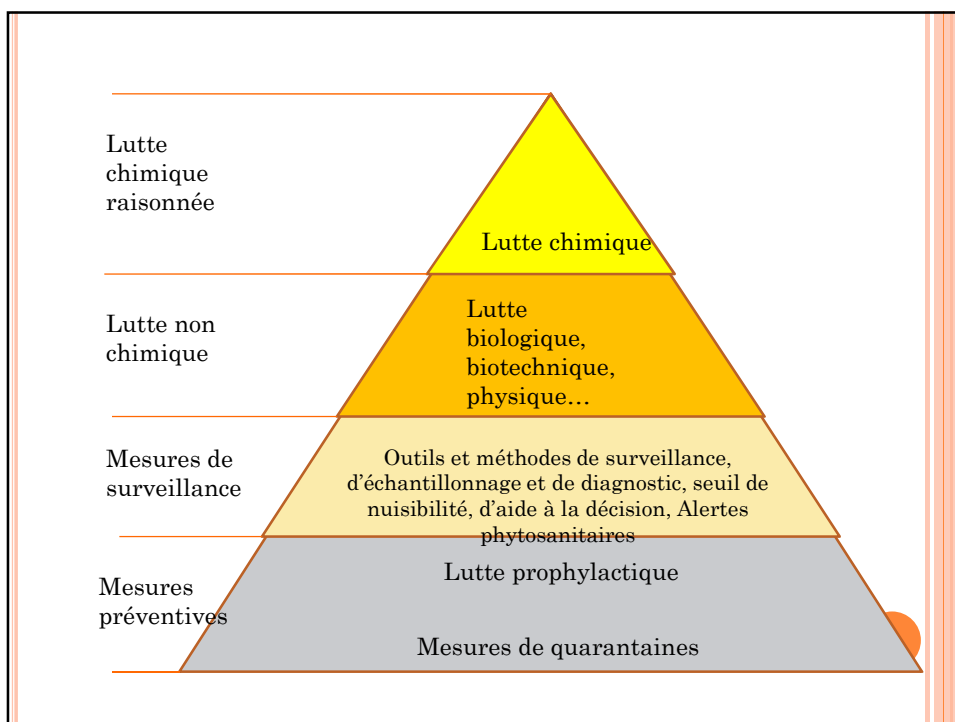 Lutte
chimique
raisonnée
Lutte chimique
Lutte non
chimique
Lutte
biologique,
biotechnique,
physique…
Mesures de
surveillance
Outils et méthodes de surveillance,
d’échantillonnage et de diagnostic, seuil de
nuisibilité, d’aide à la décision, Alertes
phytosanitaires
Mesures
préventives
Lutte prophylactique
Mesures de quarantaines